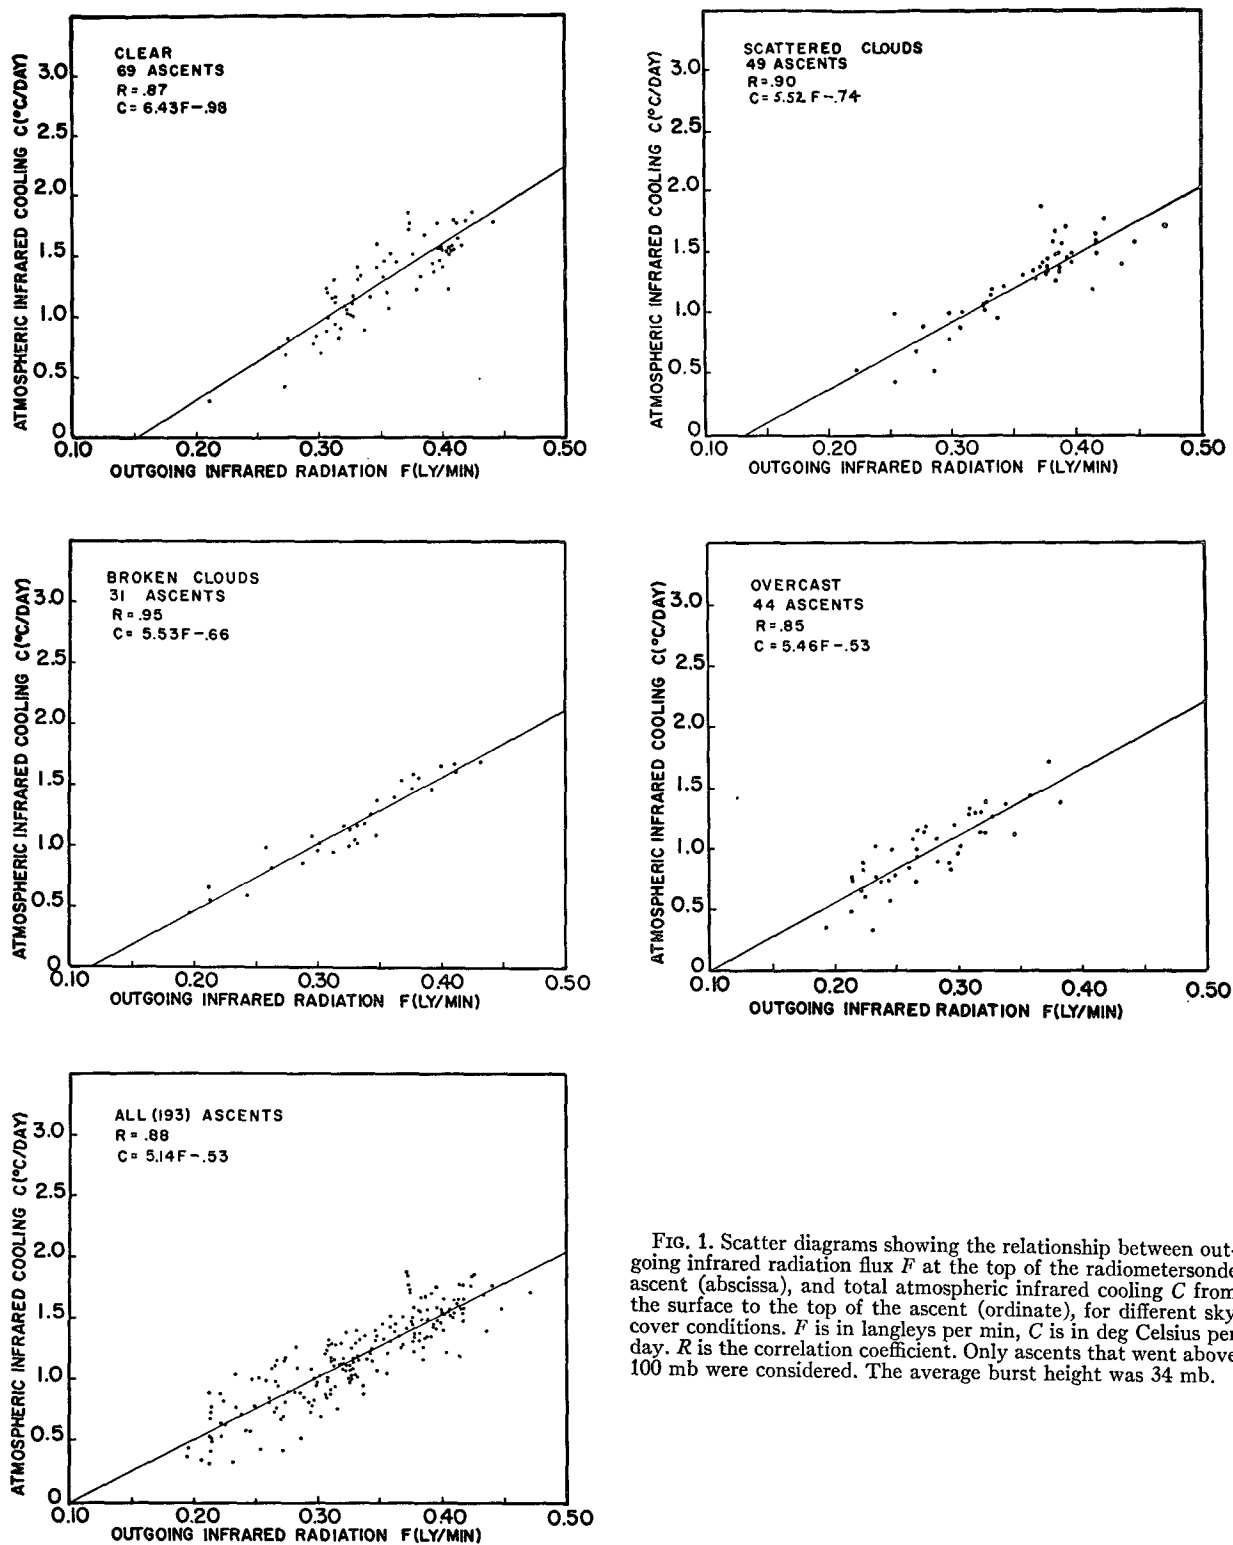 CLEAR
69 ASCENTS
R=.87
C=6.43F-.98
ATMOSPHERIC INFRARED COOLING C(°C/DAY)
3.0
2.5
2.0
1.5
1.0
0.5
0
0.10 0.20 0.30 0.40 0.50
OUTGOING INFRARED RADIATION F(LY/MIN)
SCATTERED CLOUDS
49 ASCENTS
R=.90
C=5.52F-.74
ATMOSPHERIC INFRARED COOLING C(°C/DAY)
3.0
2.5
2.0
1.5
1.0
0.5
0
0.10 0.20 0.30 0.40 0.50
OUTGOING INFRARED RADIATION F(LY/MIN)
BROKEN CLOUDS
31 ASCENTS
R=.95
C=5.53F-.66
ATMOSPHERIC INFRARED COOLING C(°C/DAY)
3.0
2.5
2.0
1.5
1.0
0.5
0
0.10 0.20 0.30 0.40 0.50
OUTGOING INFRARED RADIATION F(LY/MIN)
OVERCAST
44 ASCENTS
R=.85
C=5.46F-.53
ATMOSPHERIC INFRARED COOLING C(°C/DAY)
3.0
2.5
2.0
1.5
1.0
0.5
0
0.10 0.20 0.30 0.40 0.50
OUTGOING INFRARED RADIATION F(LY/MIN)
ALL (193) ASCENTS
R=.88
C=5.14F-.53
ATMOSPHERIC INFRARED COOLING C(°C/DAY)
3.0
2.5
2.0
1.5
1.0
0.5
0
0.10 0.20 0.30 0.40 0.50
OUTGOING INFRARED RADIATION F(LY/MIN)
FIG. 1. Scatter diagrams showing the relationship between out-
going infrared radiation flux F at the top of the radiometersonde
ascent (abscissa), and total atmospheric infrared cooling C from
the surface to the top of the ascent (ordinate), for different sky
cover conditions. F is in langleys per min, C is in deg Celsius per
day. R is the correlation coefficient. Only ascents that went above
100 mb were considered. The average burst height was 34 mb.